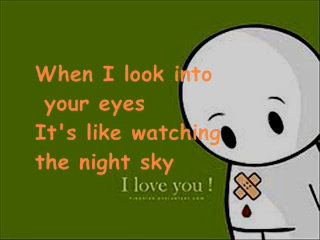 When I look into
your eyes
It's like watching
the night sky
I love you !